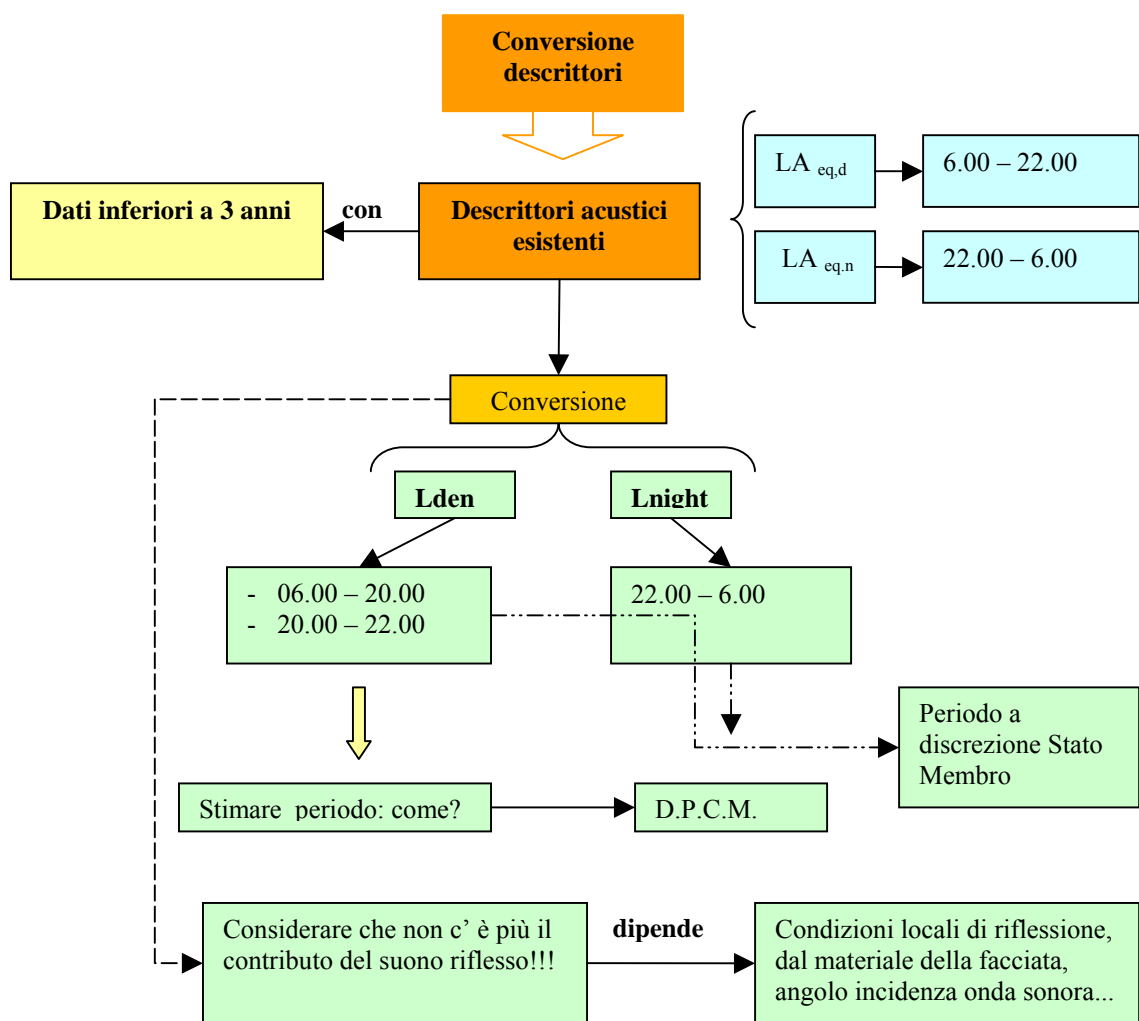 Conversione
descrittori
LA eq,d
6.00 – 22.00
Dati inferiori a 3 anni
con
Descrittori acustici
esistenti
LA eq.n
22.00 – 6.00
Conversione
Lden
Lnight
- 06.00 – 20.00
- 20.00 – 22.00
22.00 – 6.00
Periodo a
discrezione Stato
Membro
Stimare periodo: come?
D.P.C.M.
Considerare che non c’ è più il
contributo del suono riflesso!!!
dipende
Condizioni locali di riflessione,
dal materiale della facciata,
angolo incidenza onda sonora...